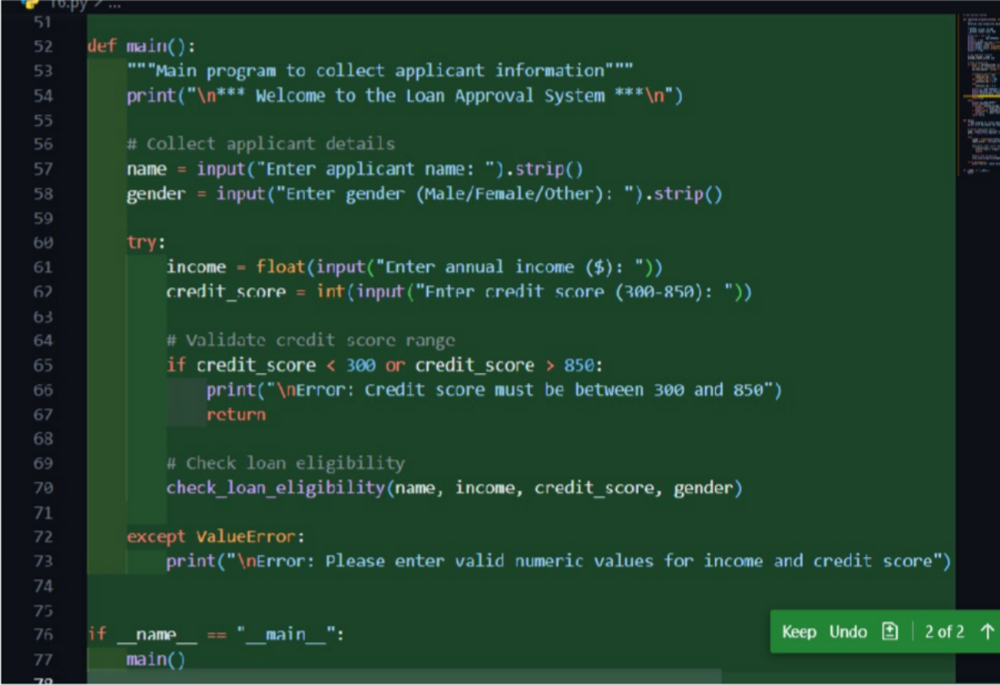 16.py > ...
51
52 def main():
53     """Main program to collect applicant information"""
54     print("\n*** Welcome to the Loan Approval System ***\n")
55
56     # Collect applicant details
57     name = input("Enter applicant name: ").strip()
58     gender = input("Enter gender (Male/Female/Other): ").strip()
59
60     try:
61         income = float(input("Enter annual income ($): "))
62         credit_score = int(input("Enter credit score (300-850): "))
63
64         # Validate credit score range
65         if credit_score < 300 or credit_score > 850:
66             print("\nError: Credit score must be between 300 and 850")
67             return
68
69         # Check loan eligibility
70         check_loan_eligibility(name, income, credit_score, gender)
71
72     except ValueError:
73         print("\nError: Please enter valid numeric values for income and credit score")
74
75
76 if __name__ == "__main__":
Keep Undo 2 of 2 ↑
77     main()
78